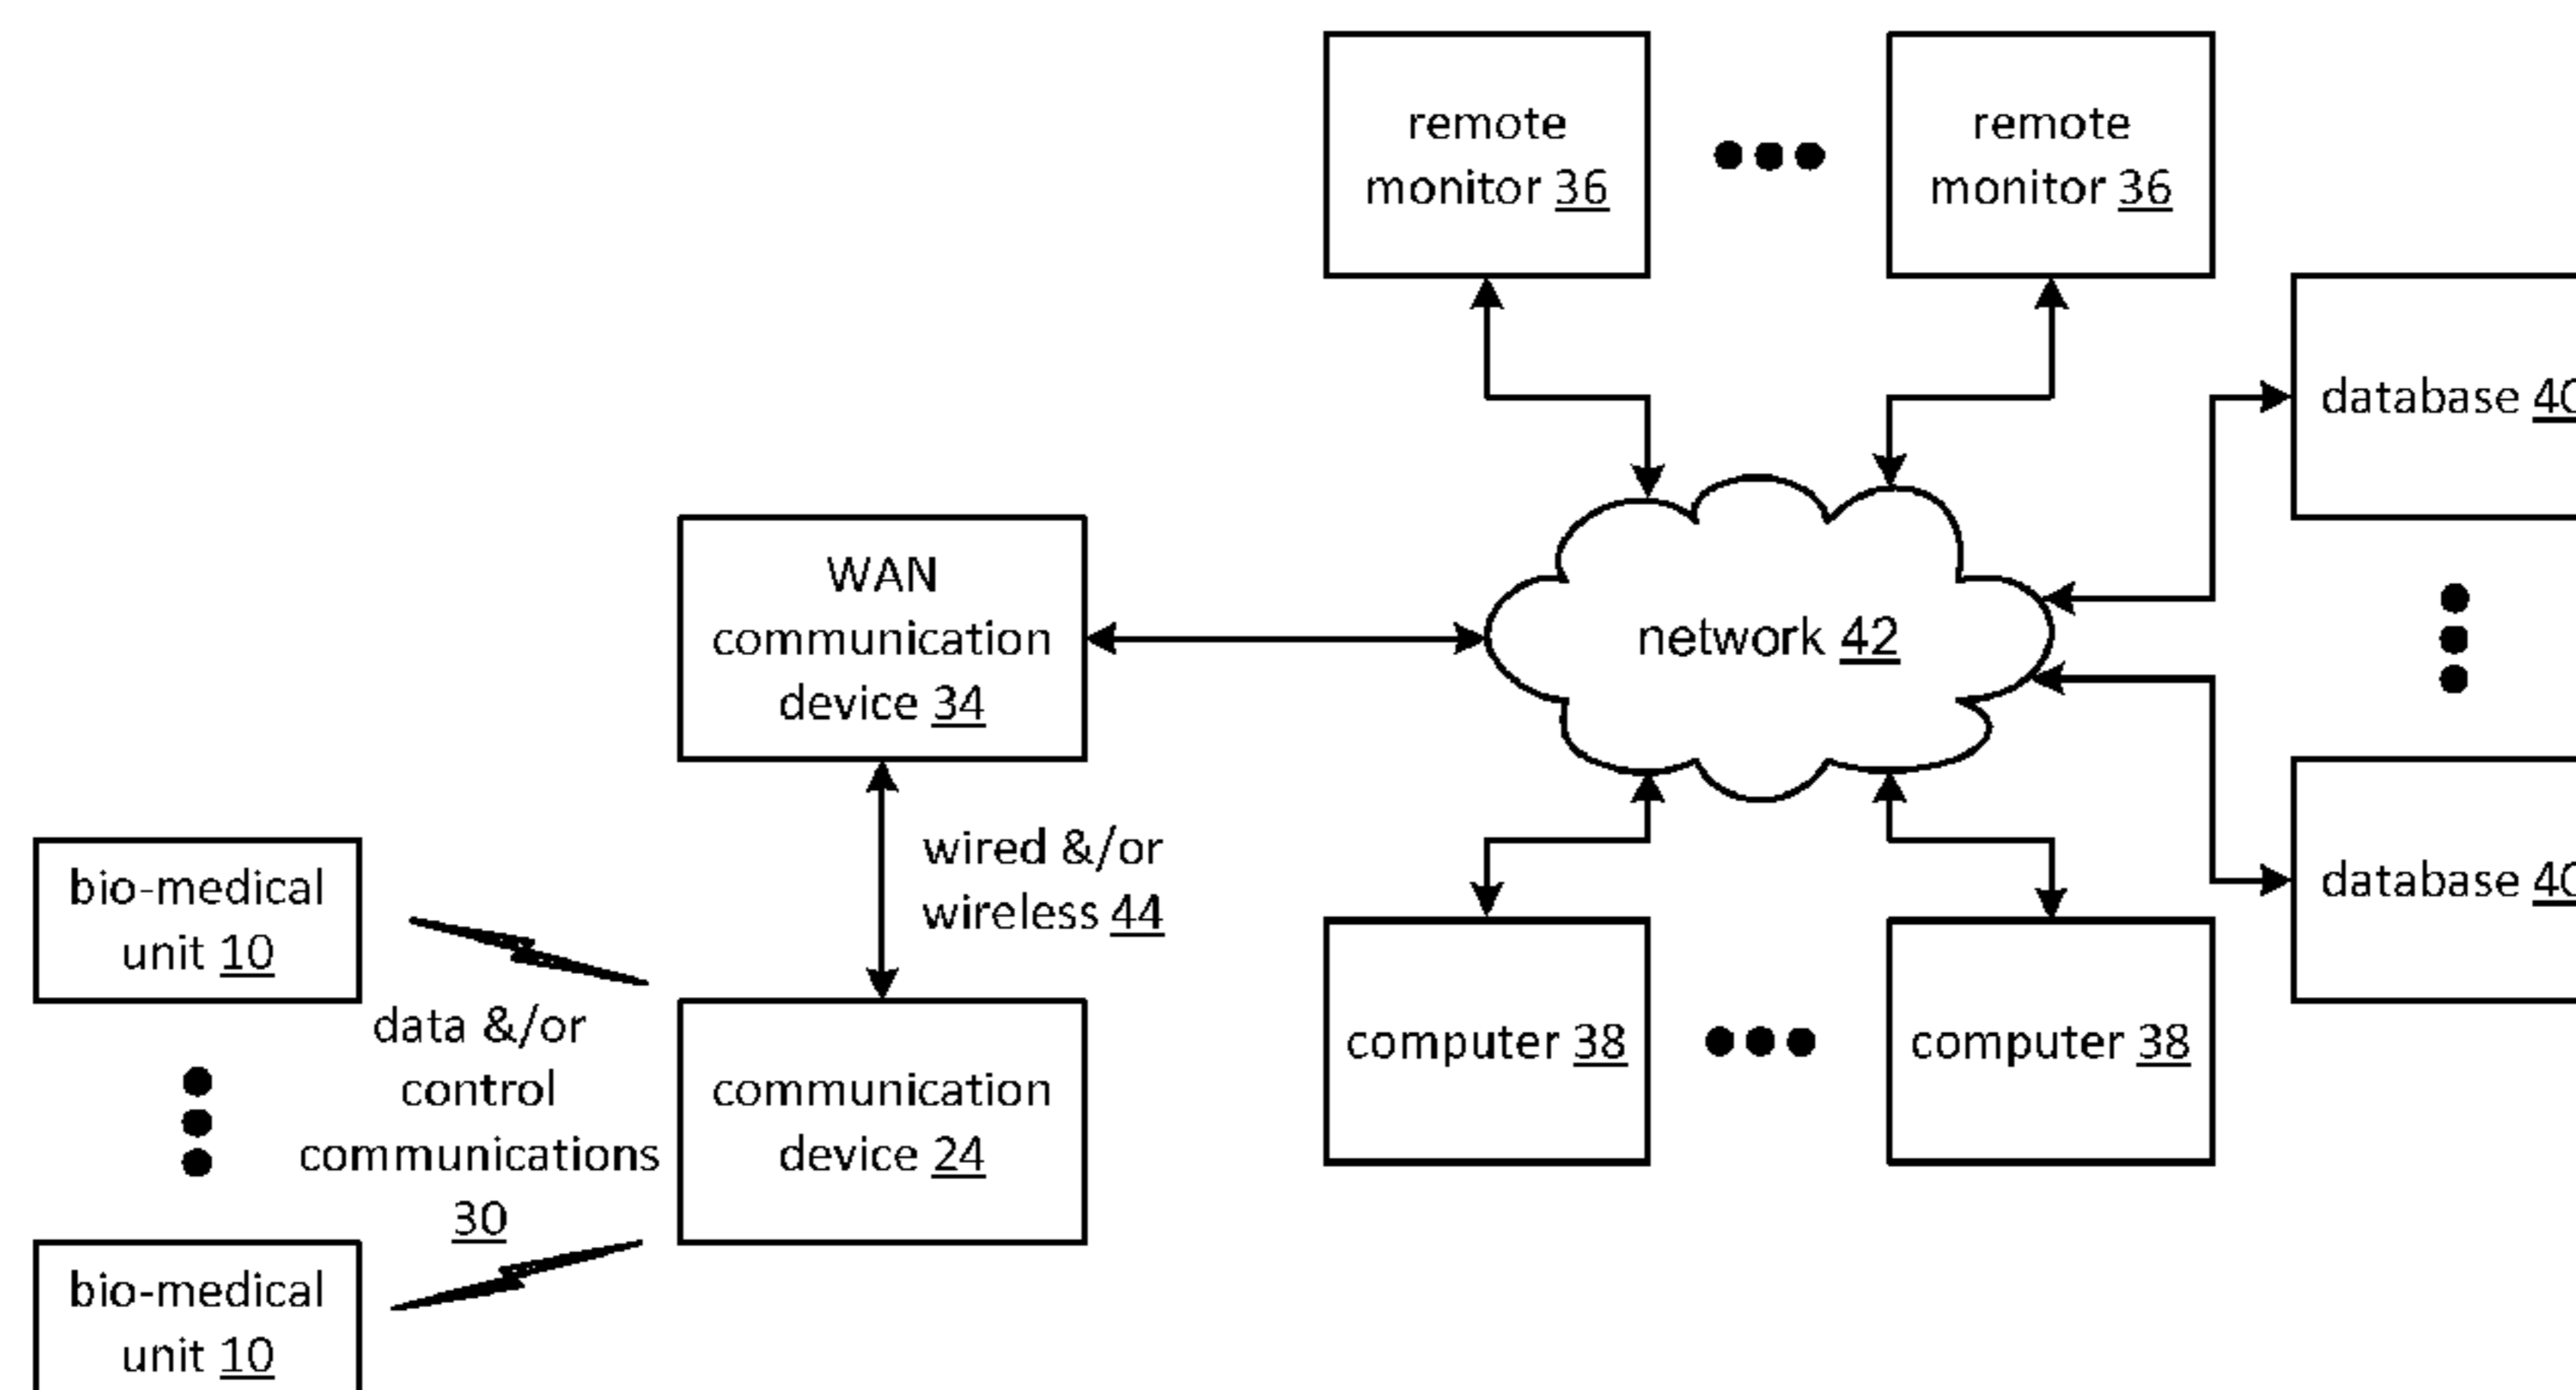 remote
monitor 36
remote
monitor 36
database
WAN
communication
device 34
network 42
wired &/or
wireless 44
database
bio-medical
unit 10
data &/or
control
communications
30
communication
device 24
computer 38
computer 38
bio-medical
unit 10